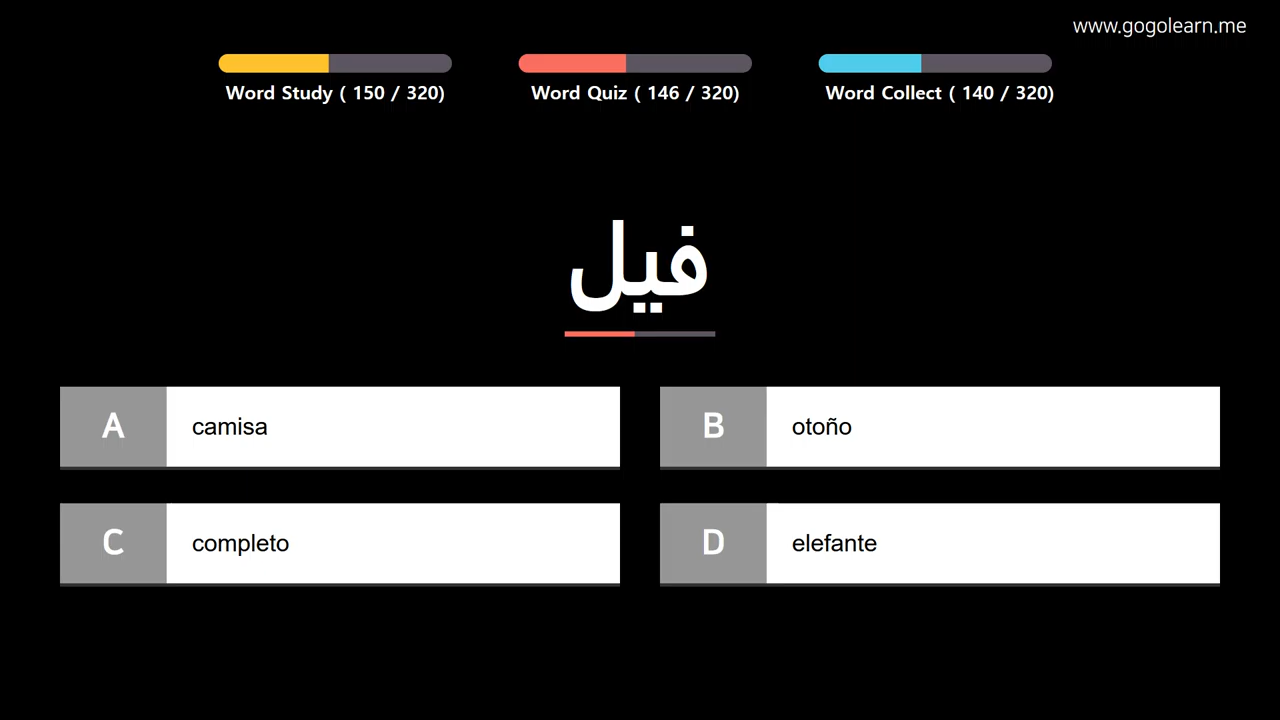 www.gogolearn.me
Word Study ( 150 / 320)
Word Quiz ( 146 / 320)
Word Collect ( 140 / 320)
فيل
A camisa
B otoño
C completo
D elefante